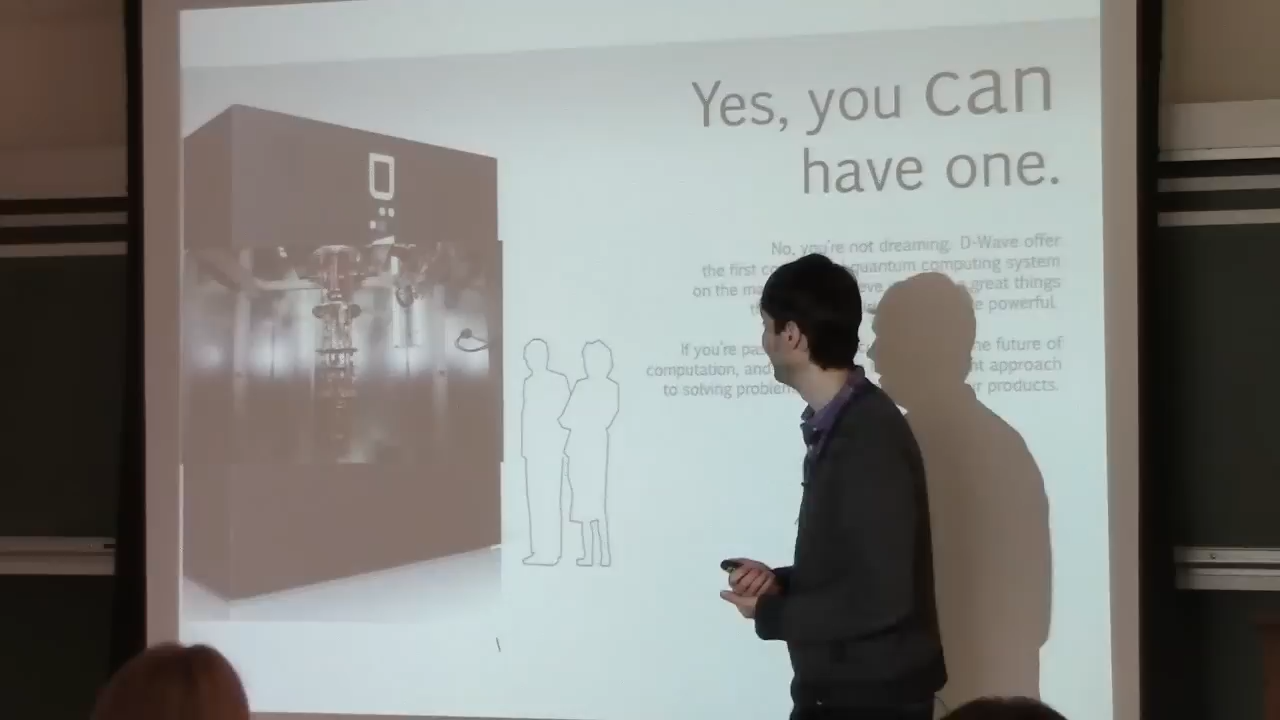 Yes, you can
have one.
No, you're not dreaming. D-Wave offer
the first quantum computing system
on the great things
powerful.
If you're future of
computation, and approach
to solving products.